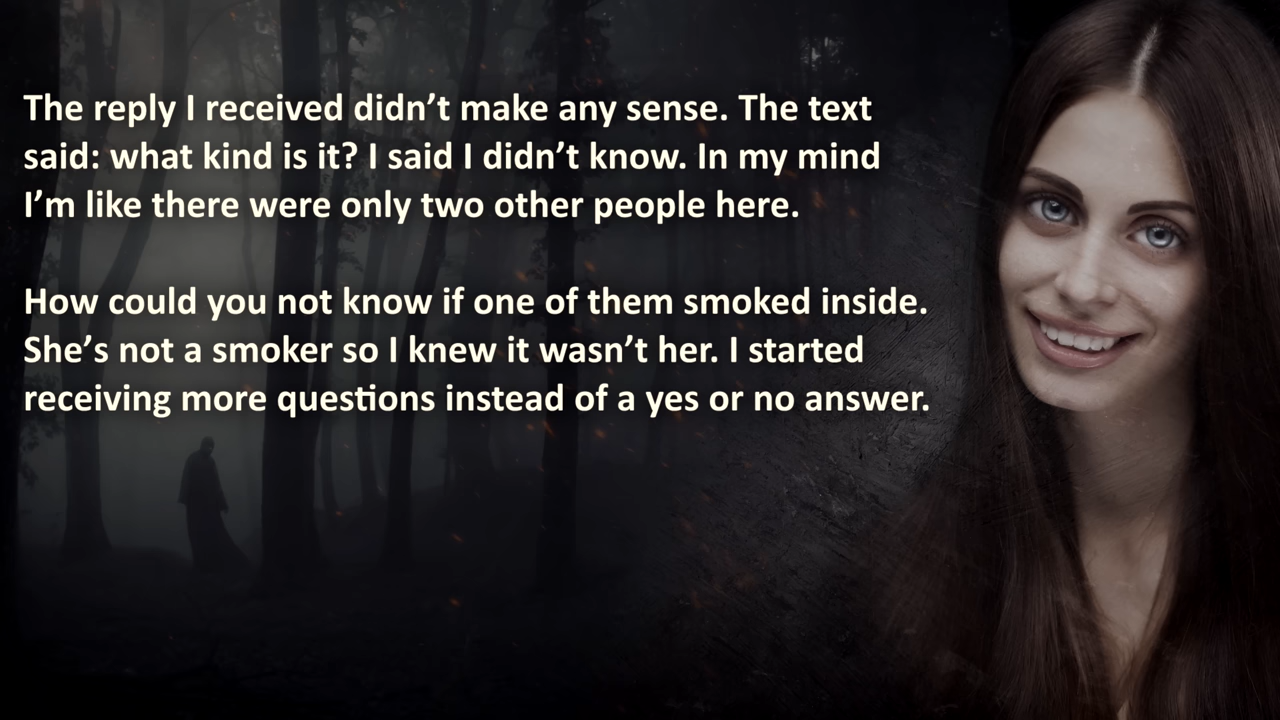 The reply I received didn’t make any sense. The text
said: what kind is it? I said I didn’t know. In my mind
I’m like there were only two other people here.
How could you not know if one of them smoked inside.
She’s not a smoker so I knew it wasn’t her. I started
receiving more questions instead of a yes or no answer.